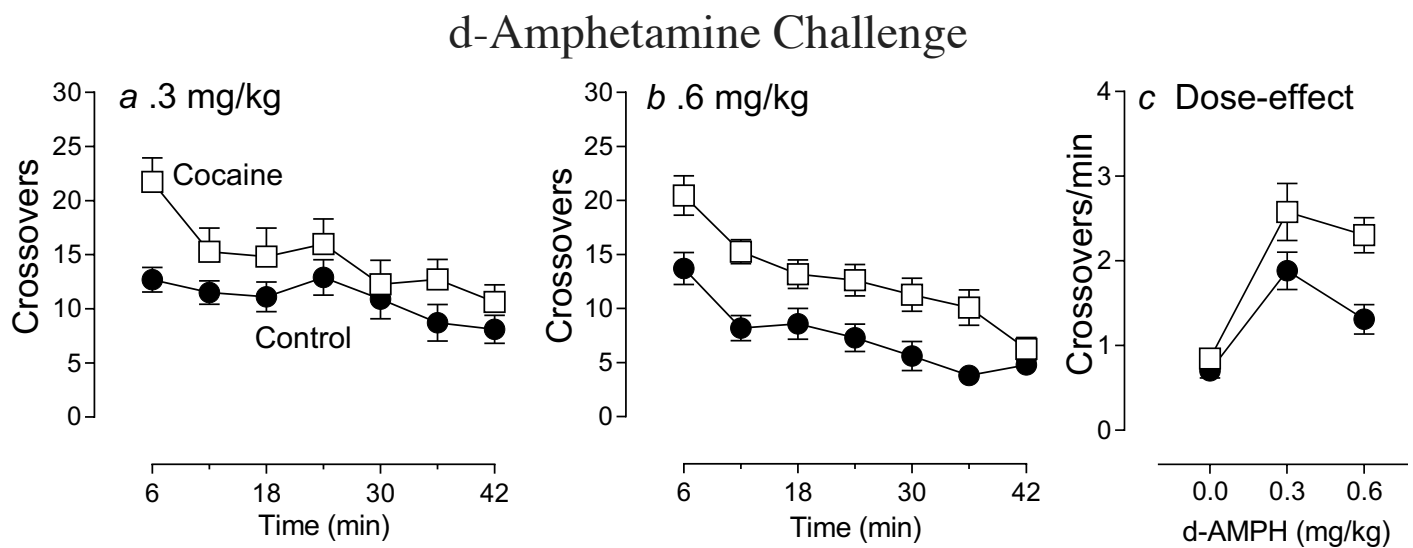 d-Amphetamine Challenge
a .3 mg/kg
Crossovers
30
25
20
15
10
5
0
Cocaine
Control
6
18
30
42
Time (min)
b .6 mg/kg
Crossovers
30
25
20
15
10
5
0
6
18
30
42
Time (min)
c Dose-effect
Crossovers/min
4
3
2
1
0
0.0
0.3
0.6
d-AMPH (mg/kg)